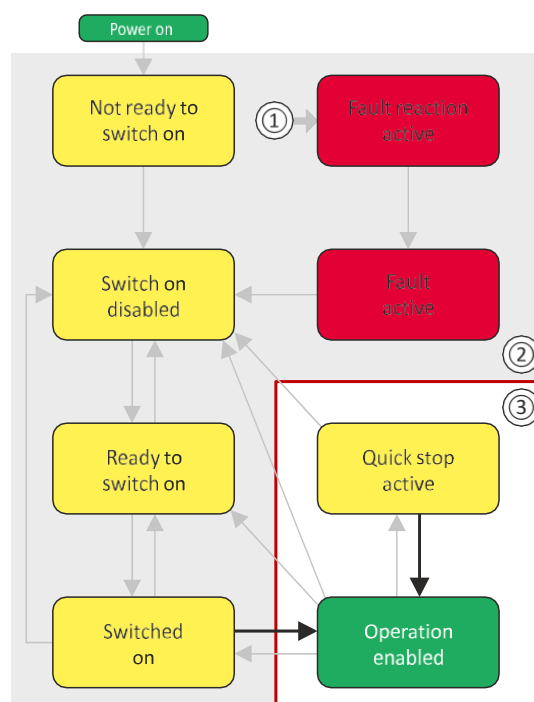 Power on
Not ready to
switch on
①
Fault reaction
active
Switch on
disabled
Fault
active
②
③
Ready to
switch on
Quick stop
active
Switched
on
Operation
enabled